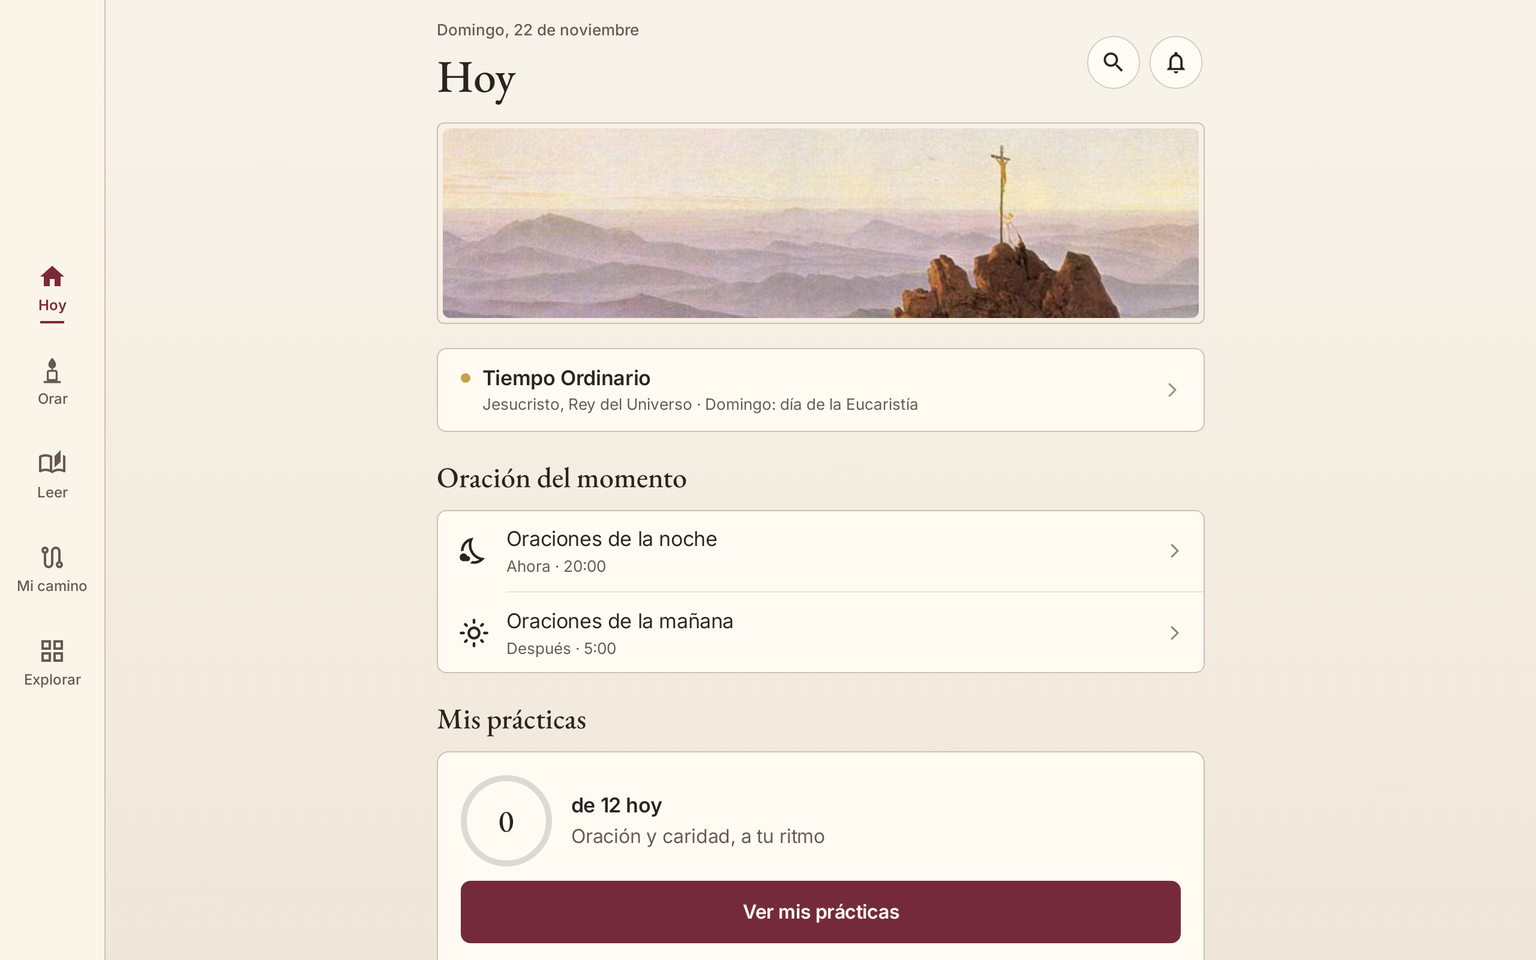 Domingo, 22 de noviembre
Hoy
Hoy
Orar
Leer
Mi camino
Explorar
Tiempo Ordinario
Jesucristo, Rey del Universo · Domingo: día de la Eucaristía
Oración del momento
Oraciones de la noche
Ahora · 20:00
Oraciones de la mañana
Después · 5:00
Mis prácticas
0
de 12 hoy
Oración y caridad, a tu ritmo
Ver mis prácticas